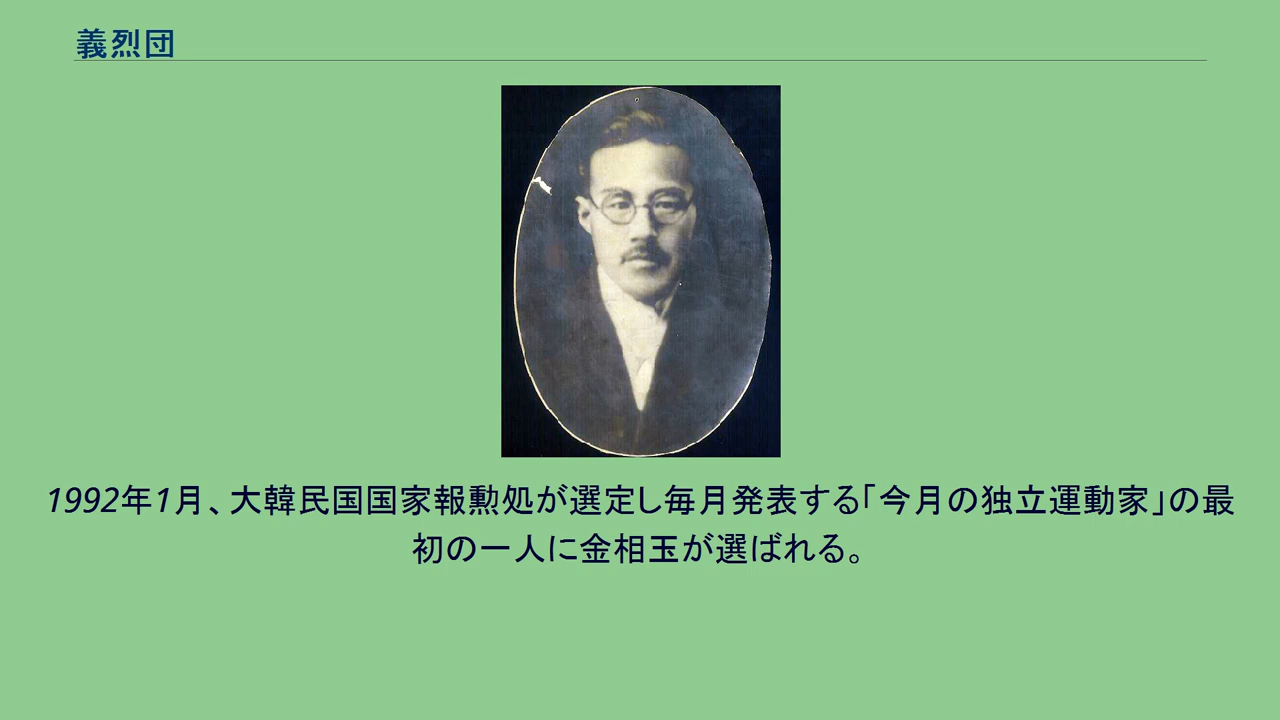 義烈団
1992年1月、大韓民国国家報勲処が選定し毎月発表する「今月の独立運動家」の最
初の一人に金相玉が選ばれる。